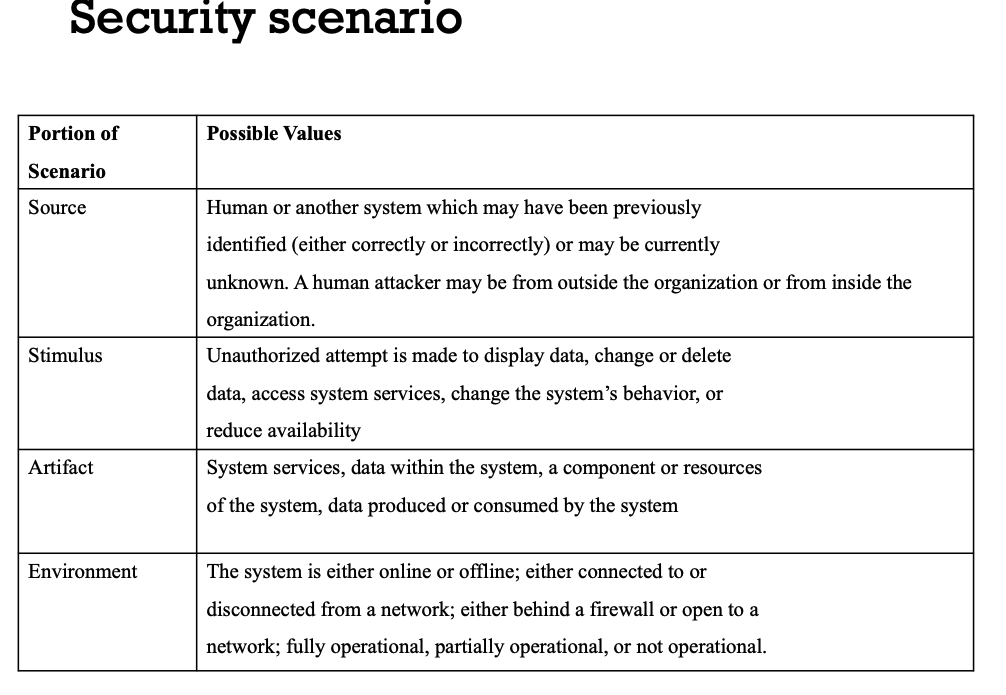 Security scenario
Portion of
Scenario
Possible Values
Source
Human or another system which may have been previously
identified (either correctly or incorrectly) or may be currently
unknown. A human attacker may be from outside the organization or from inside the
organization.
Stimulus
Unauthorized attempt is made to display data, change or delete
data, access system services, change the system’s behavior, or
reduce availability
Artifact
System services, data within the system, a component or resources
of the system, data produced or consumed by the system
Environment
The system is either online or offline; either connected to or
disconnected from a network; either behind a firewall or open to a
network; fully operational, partially operational, or not operational.